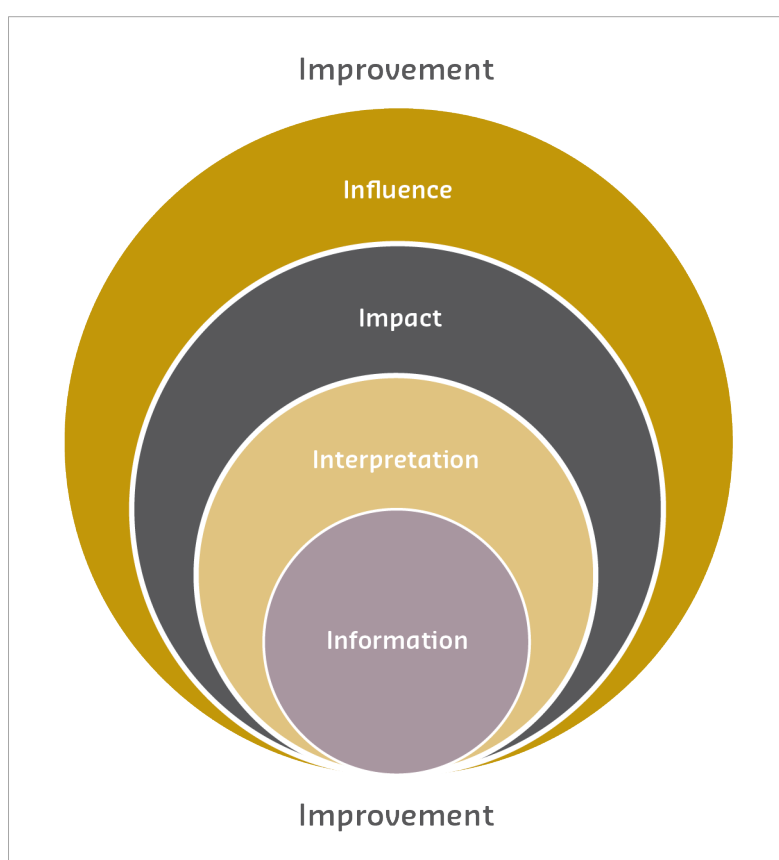 Improvement
Influence
Impact
Interpretation
Information
Improvement